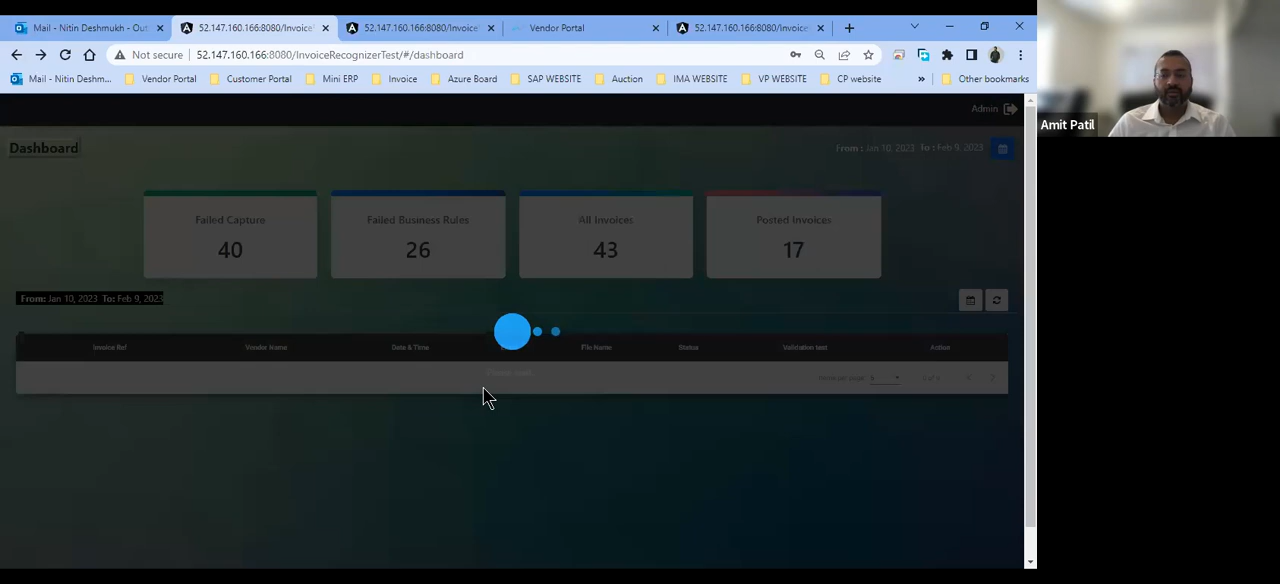 Mail - Nitin Deshmukh - Out
52.147.160.166:8080/Invoice
52.147.160.166:8080/Invoice
Vendor Portal
52.147.160.166:8080/Invoice
Not secure
52.147.160.166:8080/InvoiceRecognizerTest/#/dashboard
Mail - Nitin Deshm...
Vendor Portal
Customer Portal
Mini ERP
Invoice
Azure Board
SAP WEBSITE
Auction
IMA WEBSITE
VP WEBSITE
CP website
»
Other bookmarks
Admin
Dashboard
From : Jan 10, 2023 To : Feb 9, 2023
Failed Capture
40
Failed Business Rules
26
All Invoices
43
Posted Invoices
17
From: Jan 10, 2023 To: Feb 9, 2023
Invoice Ref
Vendor Name
Date & Time
File Name
Status
Validation test
Action
Please wait...
Amit Patil